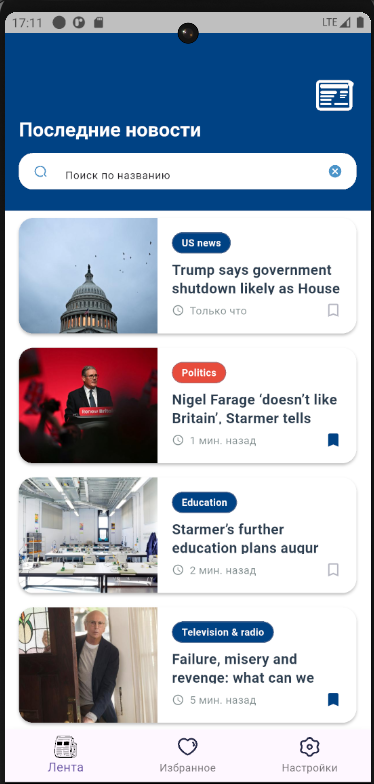 17:11
LTE
Последние новости
Поиск по названию
US news
Trump says government
shutdown likely as House
Только что
Politics
Renew Britain
Nigel Farage ‘doesn’t like
Britain’, Starmer tells
1 мин. назад
Education
Starmer’s further
education plans augur
2 мин. назад
Television & radio
Failure, misery and
revenge: what can we
5 мин. назад
Лента
Избранное
Настройки